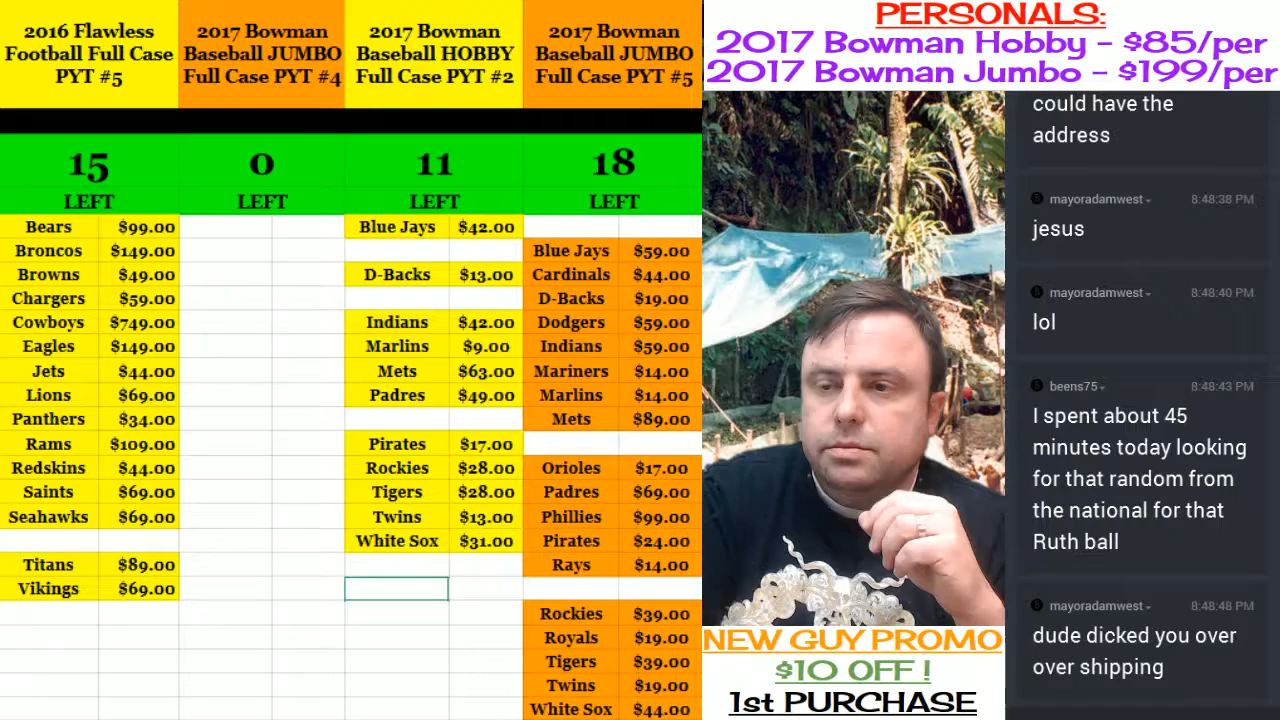 2016 Flawless
Football Full Case
PYT #5
2017 Bowman
Baseball JUMBO
Full Case PYT #4
2017 Bowman
Baseball HOBBY
Full Case PYT #2
2017 Bowman
Baseball JUMBO
Full Case PYT #5
15 0 11 18
LEFT LEFT LEFT LEFT
Bears $99.00 Blue Jays $42.00
Broncos $149.00 Blue Jays $59.00
Browns $49.00 D-Backs $13.00 Cardinals $44.00
Chargers $59.00 D-Backs $19.00
Cowboys $749.00 Indians $42.00 Dodgers $59.00
Eagles $149.00 Marlins $9.00 Indians $59.00
Jets $44.00 Mets $63.00 Mariners $14.00
Lions $69.00 Padres $49.00 Marlins $14.00
Panthers $34.00 Mets $89.00
Rams $109.00 Pirates $17.00
Redskins $44.00 Rockies $28.00 Orioles $17.00
Saints $69.00 Tigers $28.00 Padres $69.00
Seahawks $69.00 Twins $13.00 Phillies $99.00
White Sox $31.00 Pirates $24.00
Titans $89.00 Rays $14.00
Vikings $69.00
Rockies $39.00
Royals $19.00
Tigers $39.00
Twins $19.00
White Sox $44.00
PERSONALS:
2017 Bowman Hobby - $85/per
2017 Bowman Jumbo - $199/per
could have the
address
mayoradamwest 8:48:38 PM
jesus
mayoradamwest 8:48:40 PM
lol
beens75 8:48:43 PM
I spent about 45
minutes today looking
for that random from
the national for that
Ruth ball
mayoradamwest 8:48:48 PM
dude dicked you over
over shipping
NEW GUY PROMO
$10 OFF !
1st PURCHASE